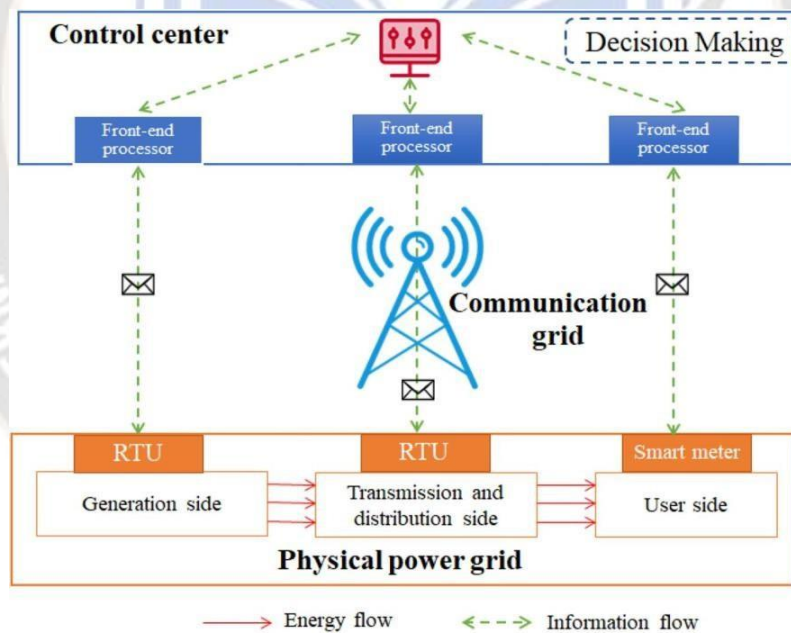 Control center
Decision Making
Front-end
processor
Front-end
processor
Front-end
processor
Communication
grid
RTU
RTU
Smart meter
Generation side
Transmission and
distribution side
User side
Physical power grid
Energy flow
Information flow